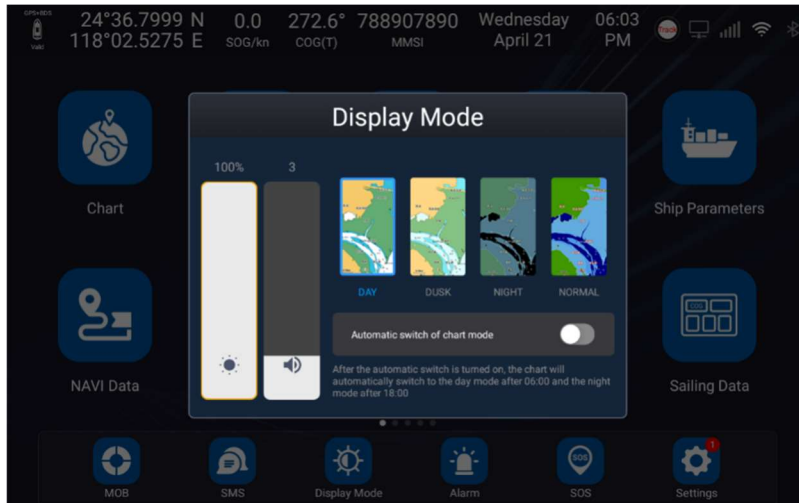 GPS+BDS
Valid
24°36.7999 N
118°02.5275 E
0.0
SOG/kn
272.6°
COG(T)
788907890
MMSI
Wednesday
April 21
06:03
PM
Track
Display Mode
100%
3
DAY
DUSK
NIGHT
NORMAL
Automatic switch of chart mode
After the automatic switch is turned on, the chart will
automatically switch to the day mode after 06:00 and the night
mode after 18:00
Chart
Ship Parameters
NAVI Data
Sailing Data
MOB
SMS
Display Mode
Alarm
SOS
SOS
1
Settings